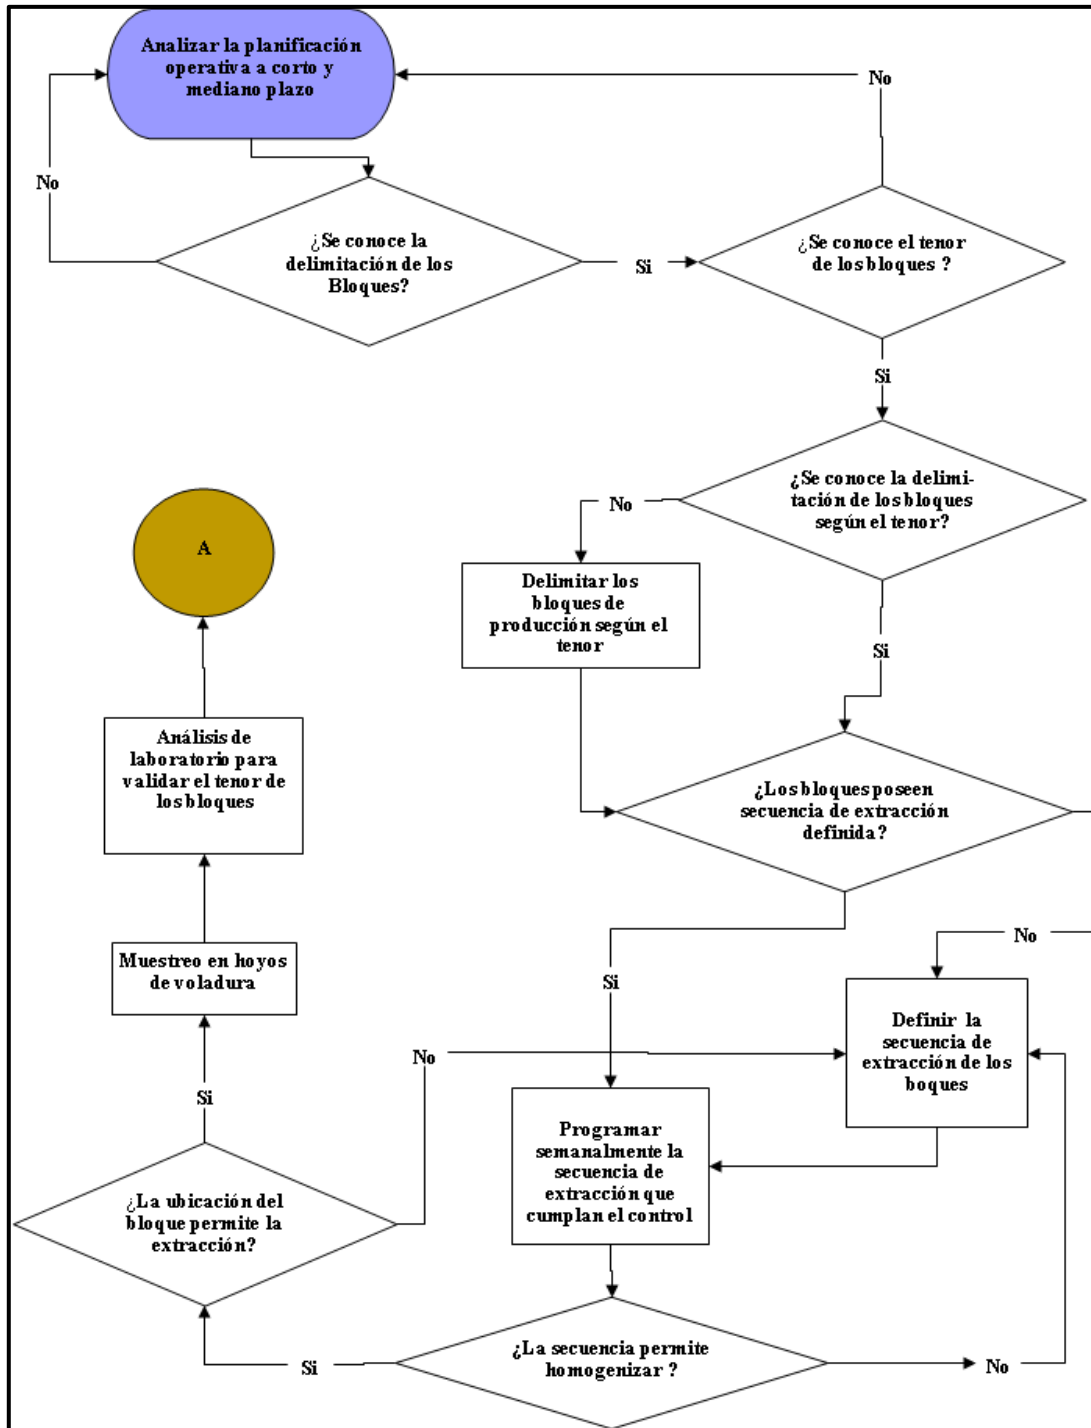 Analizar la planificación
operativa a corto y
mediano plazo
No
No
¿Se conoce la
delimitación de los
Bloques?
Si
¿Se conoce el tenor
de los bloques ?
Si
¿Se conoce la delimi-
tación de los bloques
según el tenor?
No
Delimitar los
bloques de
producción según el
tenor
Si
¿Los bloques poseen
secuencia de extracción
definida?
No
Si
Definir la
secuencia de
extracción de los
boques
Programar
semanalmente la
secuencia de
extracción que
cumplan el control
¿La secuencia permite
homogenizar ?
No
Si
¿La ubicación del
bloque permite la
extracción?
No
Si
Muestreo en hoyos
de voladura
Análisis de
laboratorio para
validar el tenor de
los bloques
A